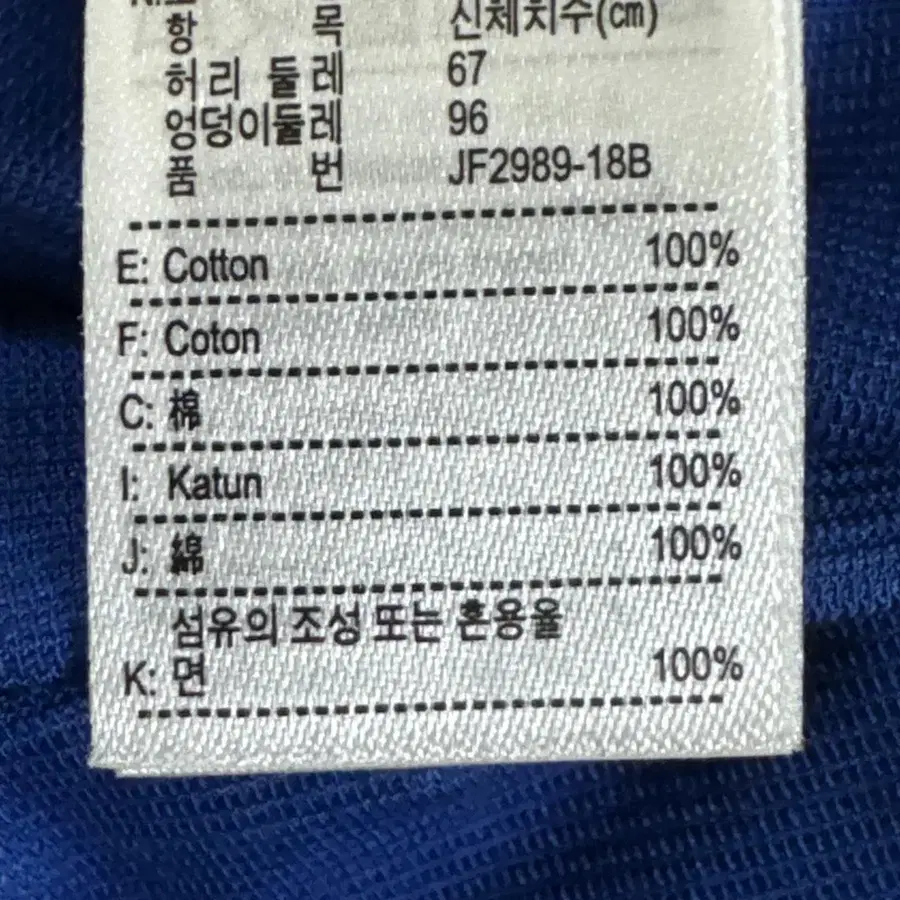 항 목 신체치수(cm)
허 리 둘 레 67
엉덩이둘레 96
품 번 JF2989-18B
E: Cotton 100%
F: Coton 100%
C: 棉 100%
I: Katun 100%
J: 綿 100%
섬유의 조성 또는 혼용율
K: 면 100%